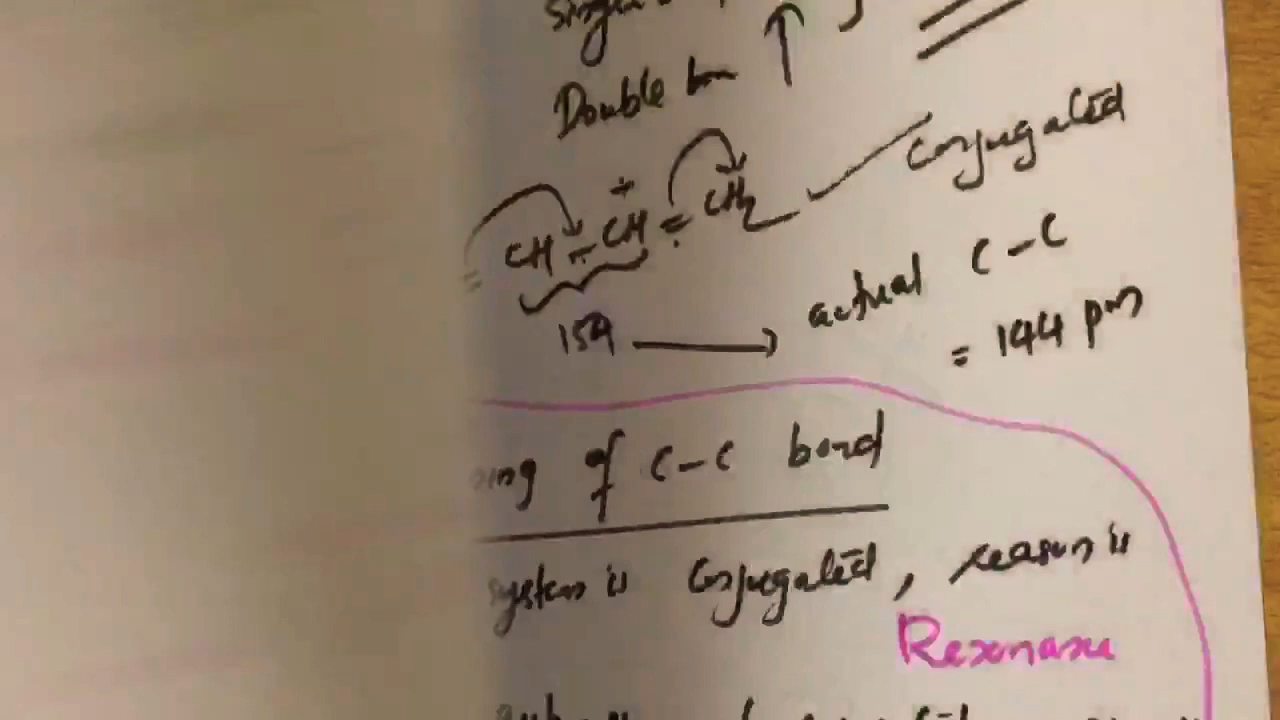 Double
conjugated
+
CH - CH = CH2
154 → actual C-C
= 144 pm
of C-C bond
system is Conjugated, reason is
Resonance